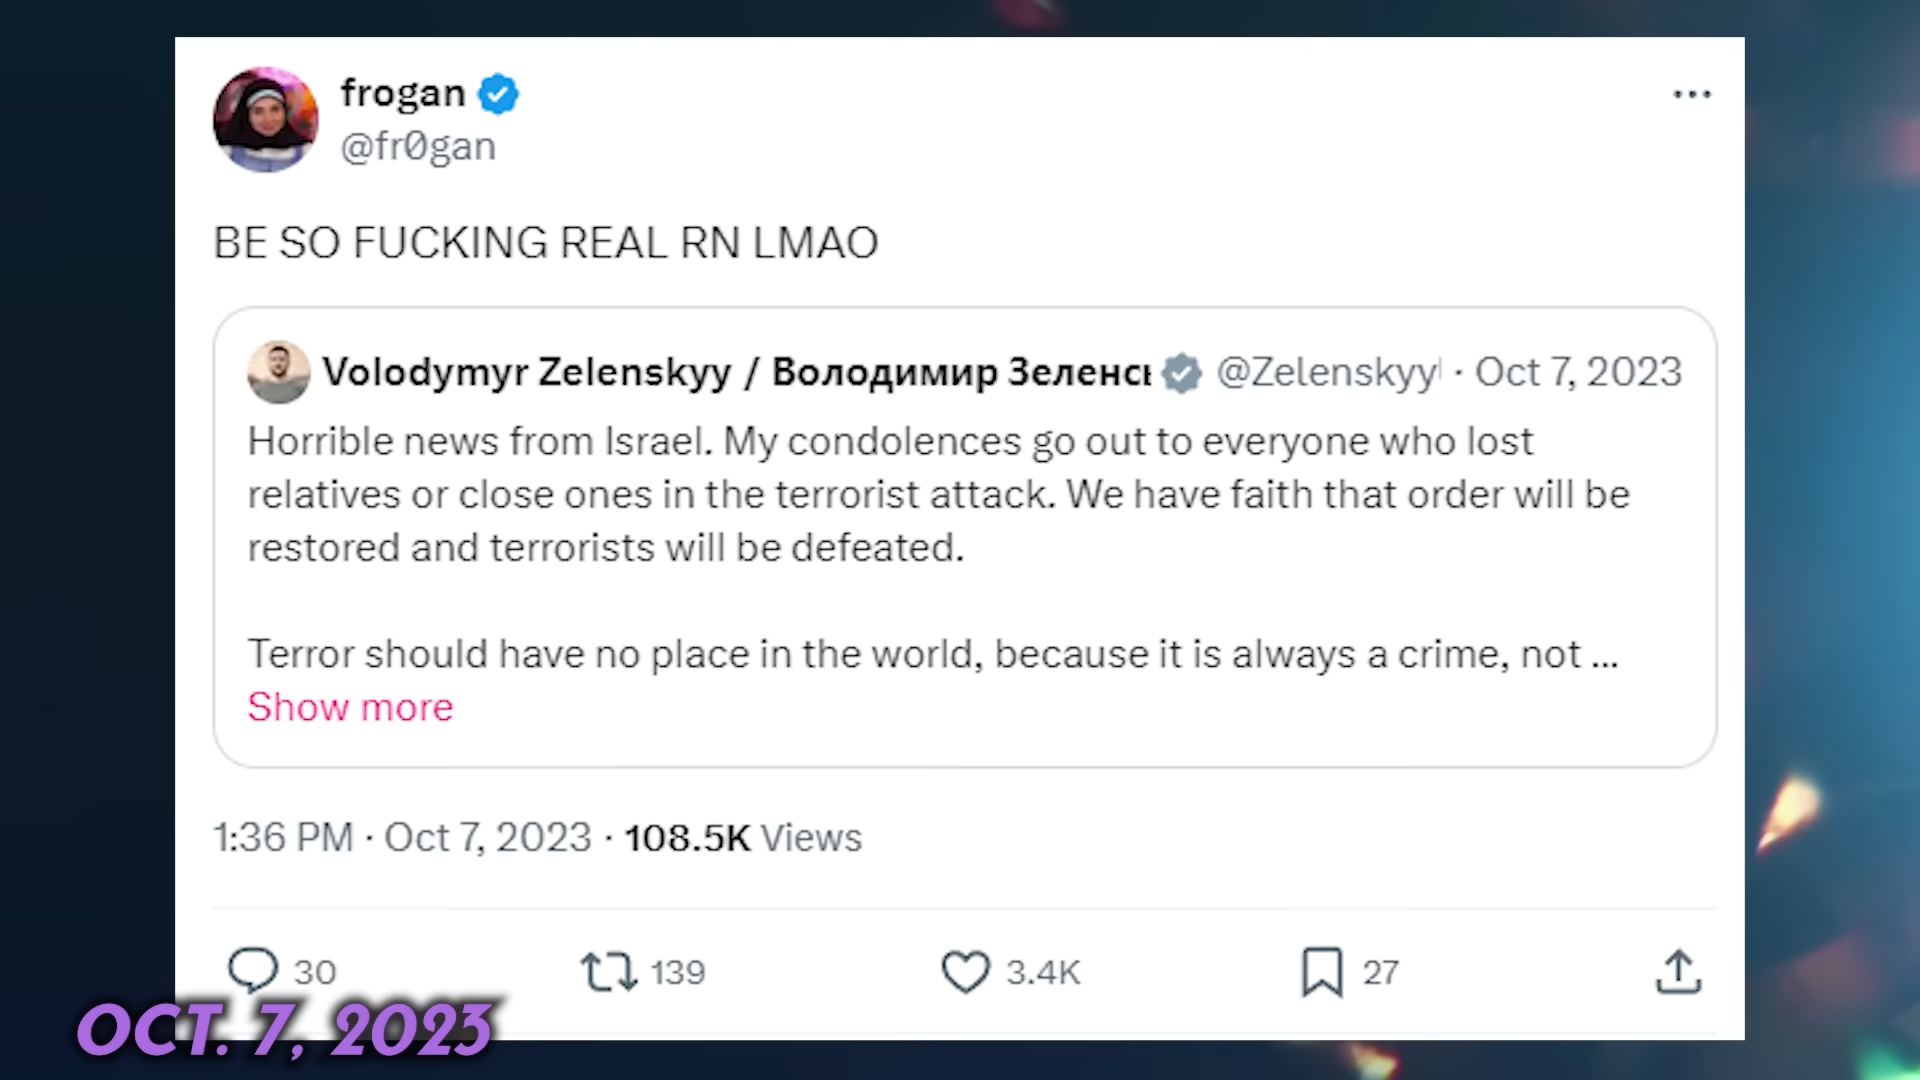 frogan
@fr0gan
BE SO FUCKING REAL RN LMAO
Volodymyr Zelenskyy / Володимир Зеленсь @Zelenskyy · Oct 7, 2023
Horrible news from Israel. My condolences go out to everyone who lost
relatives or close ones in the terrorist attack. We have faith that order will be
restored and terrorists will be defeated.
Terror should have no place in the world, because it is always a crime, not ...
Show more
1:36 PM · Oct 7, 2023 · 108.5K Views
30 139 3.4K 27
OCT. 7, 2023